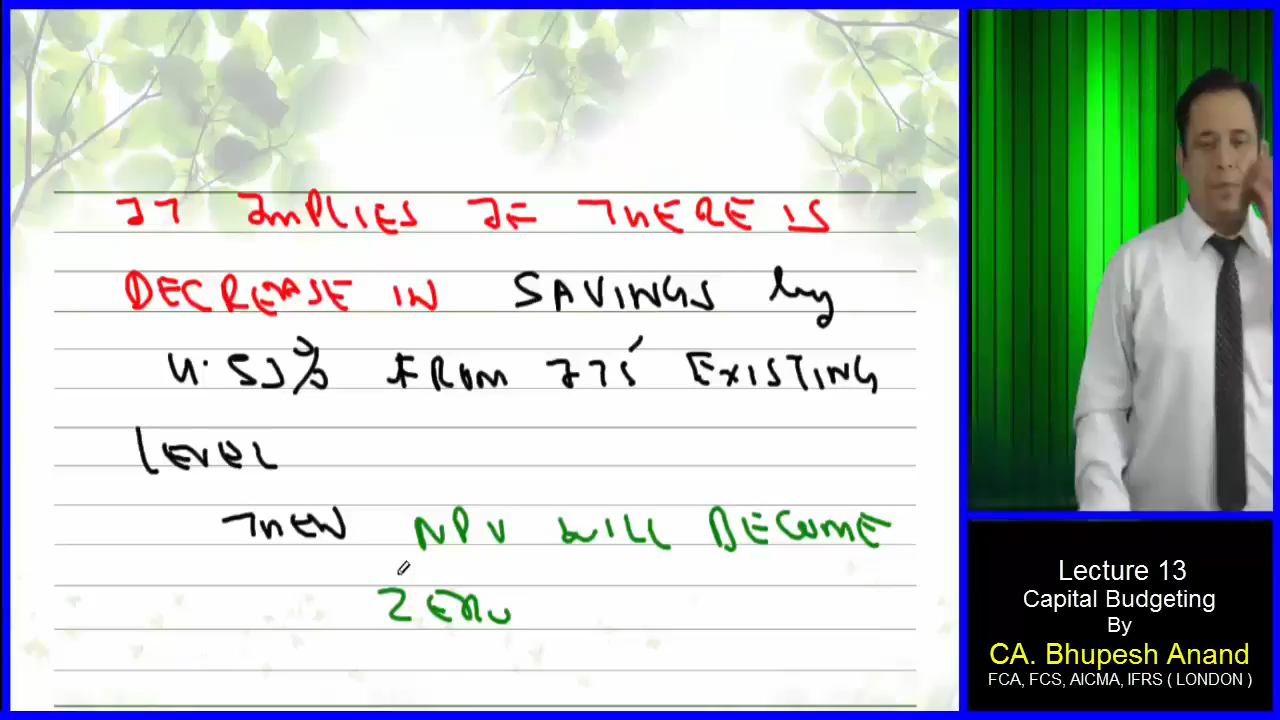 IT IMPLIES IF THERE IS
DECREASE IN SAVINGS by
4.53% FROM ITS' EXISTING
LEVEL
THEN NPV WILL BECOME
ZERO
Lecture 13
Capital Budgeting
By
CA. Bhupesh Anand
FCA, FCS, AICMA, IFRS ( LONDON )